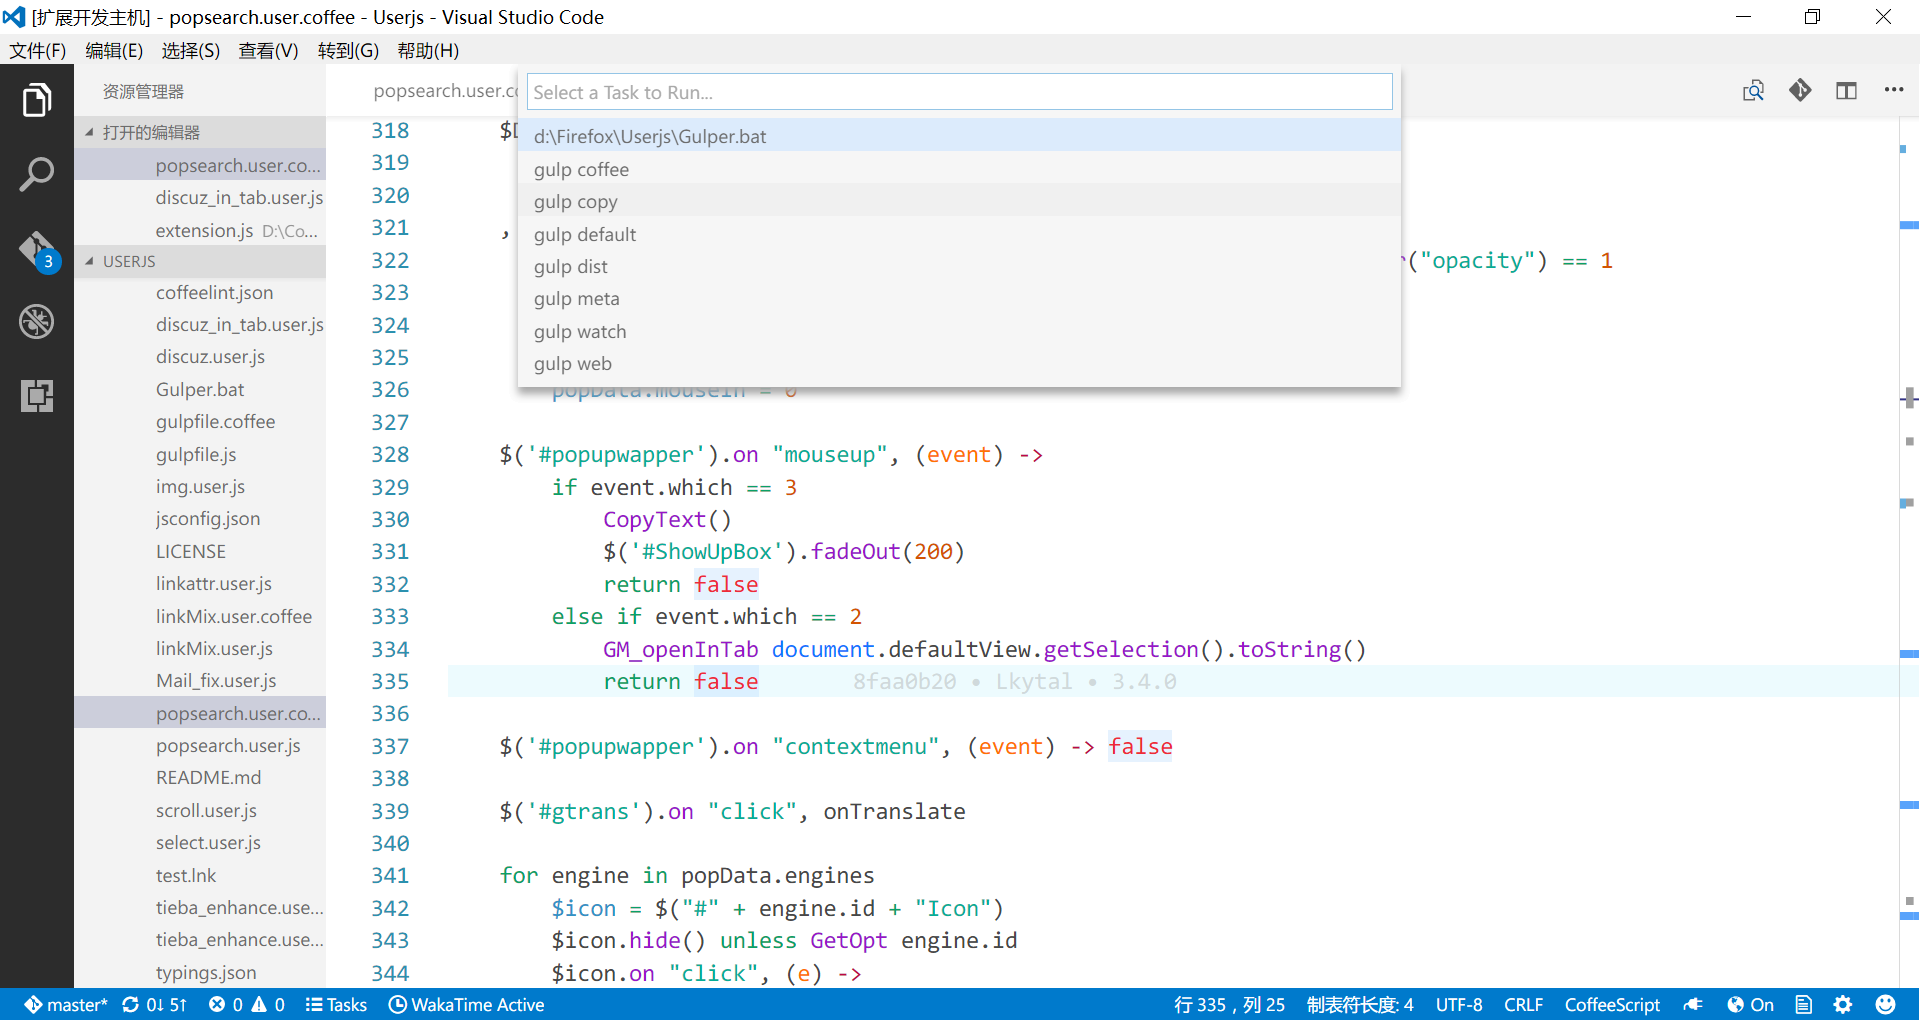 [扩展开发主机] - popsearch.user.coffee - Userjs - Visual Studio Code
文件(F) 编辑(E) 选择(S) 查看(V) 转到(G) 帮助(H)
资源管理器
打开的编辑器
popsearch.user.co...
discuz_in_tab.user.js
extension.js D:\Co...
3
USERJS
coffeelint.json
discuz_in_tab.user.js
discuz.user.js
Gulper.bat
gulpfile.coffee
gulpfile.js
img.user.js
jsconfig.json
LICENSE
linkattr.user.js
linkMix.user.coffee
linkMix.user.js
Mail_fix.user.js
popsearch.user.co...
popsearch.user.js
README.md
scroll.user.js
select.user.js
test.lnk
tieba_enhance.use...
tieba_enhance.use...
typings.json
popsearch.user.co
Select a Task to Run...
d:\Firefox\Userjs\Gulper.bat
gulp coffee
gulp copy
gulp default
gulp dist
gulp meta
gulp watch
gulp web
318 $
319
320
321 ,
322 ("opacity") == 1
323
324
325
326 popData.mouseIn = 0
327
328 $('#popupwapper').on "mouseup", (event) ->
329 if event.which == 3
330 CopyText()
331 $('#ShowUpBox').fadeOut(200)
332 return false
333 else if event.which == 2
334 GM_openInTab document.defaultView.getSelection().toString()
335 return false 8faa0b20 • Lkytal • 3.4.0
336
337 $('#popupwapper').on "contextmenu", (event) -> false
338
339 $('#gtrans').on "click", onTranslate
340
341 for engine in popData.engines
342 $icon = $("#" + engine.id + "Icon")
343 $icon.hide() unless GetOpt engine.id
344 $icon.on "click", (e) ->
master* 0↓ 5↑ 0 0 Tasks WakaTime Active 行 335，列 25 制表符长度: 4 UTF-8 CRLF CoffeeScript On